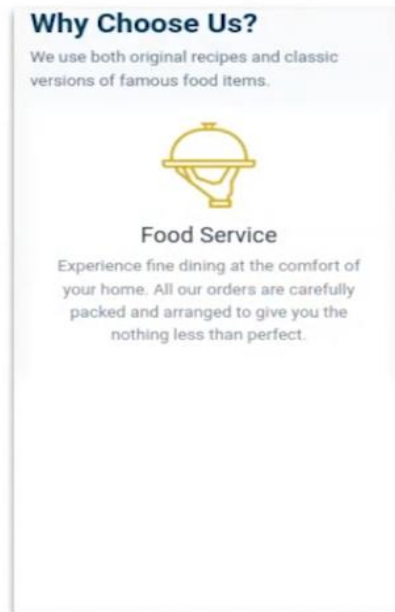 Why Choose Us?
We use both original recipes and classic
versions of famous food items.
Food Service
Experience fine dining at the comfort of
your home. All our orders are carefully
packed and arranged to give you the
nothing less than perfect.